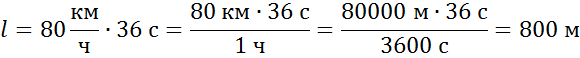 l = 80 км/ч · 36 с = 80 км · 36 с / 1 ч = 80000 м · 36 с / 3600 с = 800 м